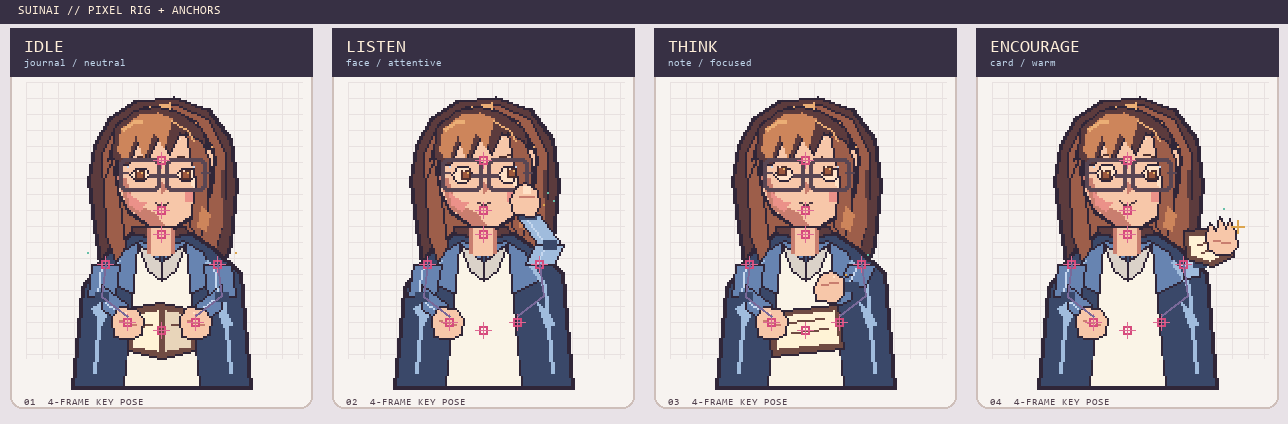 SUINAI // PIXEL RIG + ANCHORS
IDLE
journal / neutral
LISTEN
face / attentive
THINK
note / focused
ENCOURAGE
card / warm
01 4-FRAME KEY POSE
02 4-FRAME KEY POSE
03 4-FRAME KEY POSE
04 4-FRAME KEY POSE